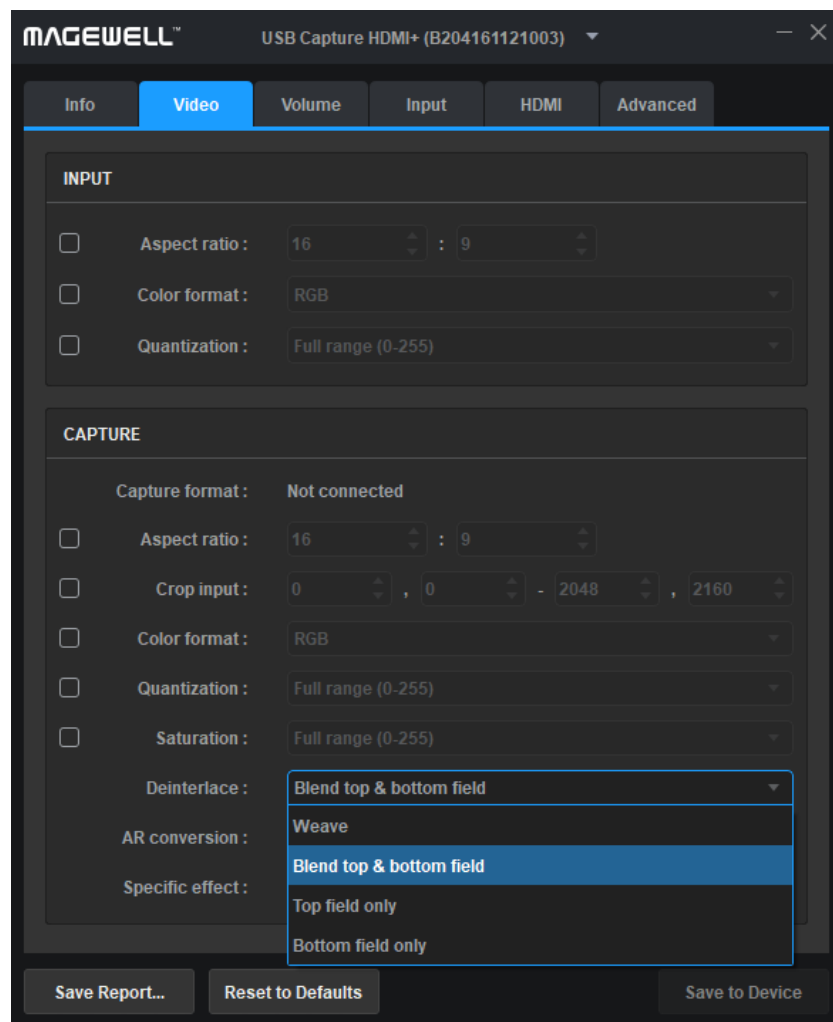 MAGEWELL™ USB Capture HDMI+ (B204161121003)
Info Video Volume Input HDMI Advanced
INPUT
Aspect ratio : 16 : 9
Color format : RGB
Quantization : Full range (0-255)
CAPTURE
Capture format : Not connected
Aspect ratio : 16 : 9
Crop input : 0 , 0 - 2048 , 2160
Color format : RGB
Quantization : Full range (0-255)
Saturation : Full range (0-255)
Deinterlace : Blend top & bottom field
Weave
AR conversion :
Blend top & bottom field
Specific effect :
Top field only
Bottom field only
Save Report... Reset to Defaults Save to Device